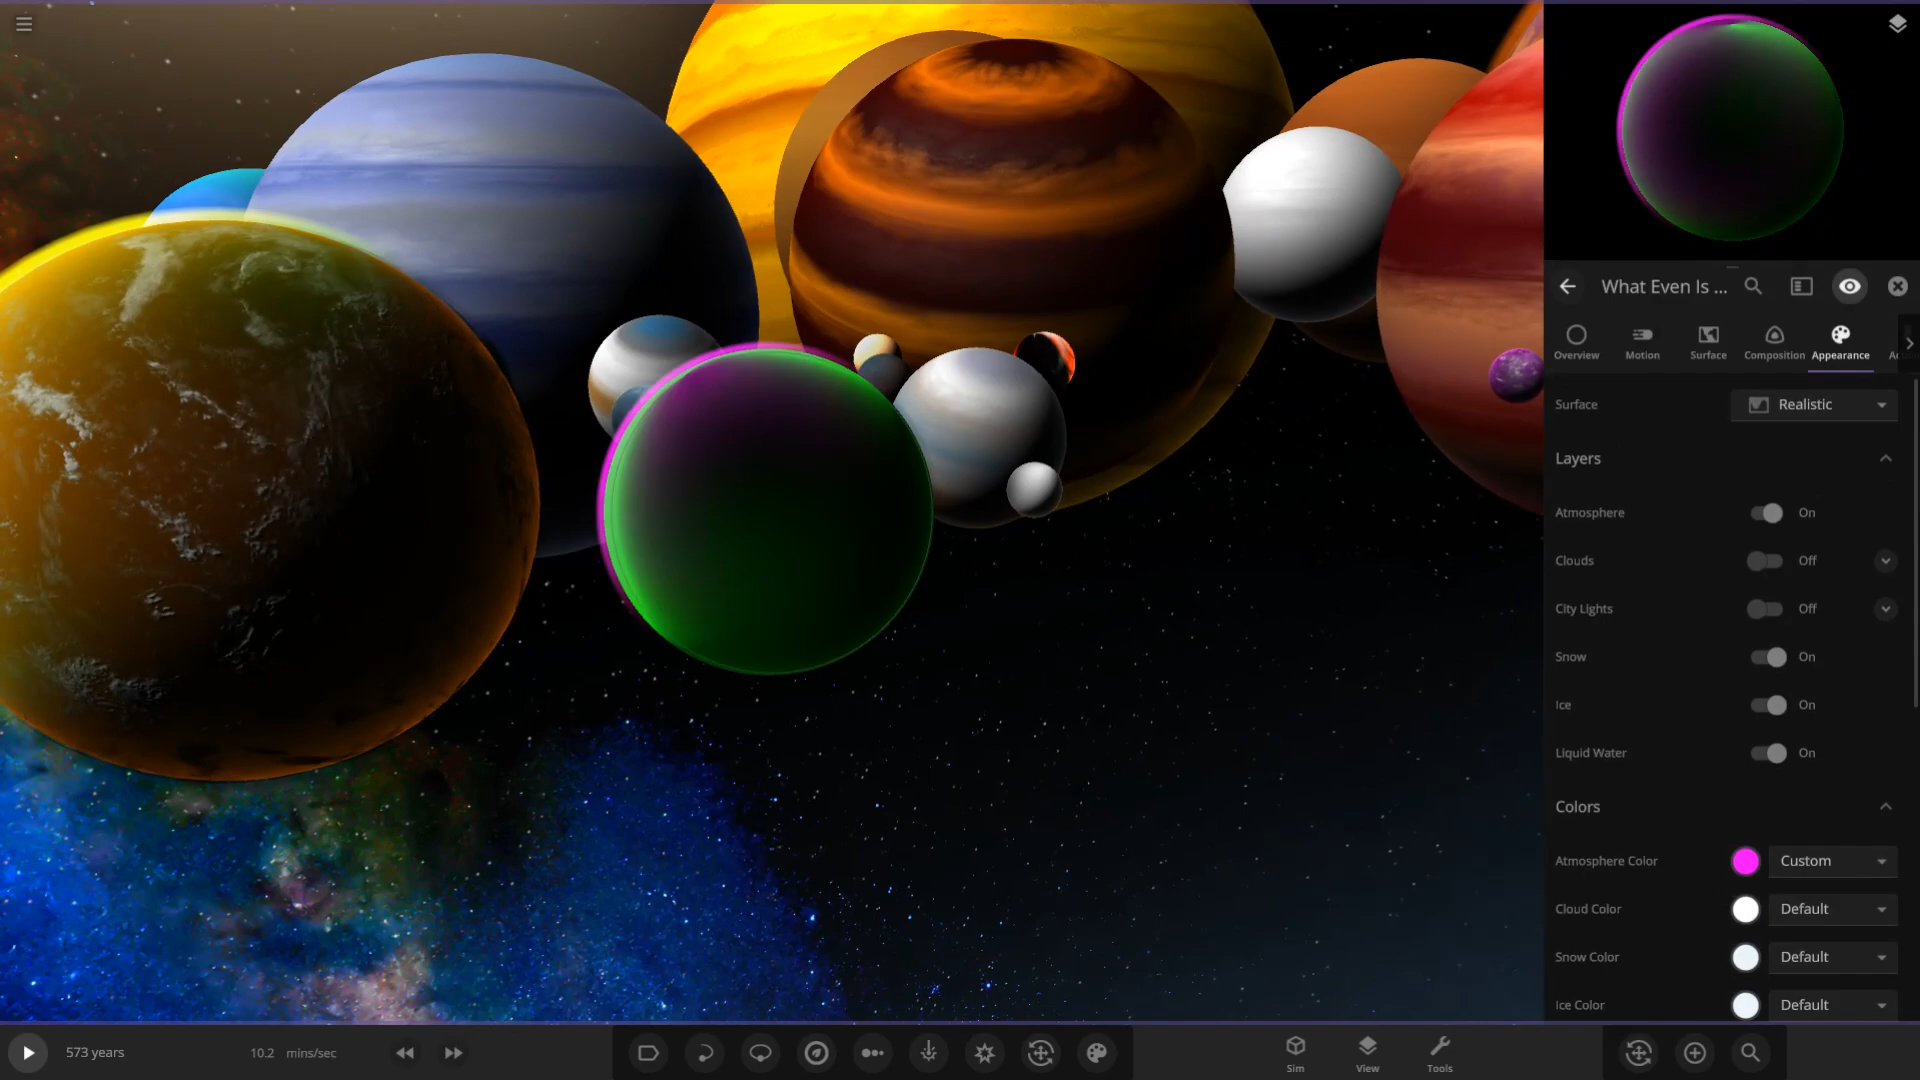 What Even Is ...
Overview
Motion
Surface
Composition
Appearance
Surface
Realistic
Layers
Atmosphere
On
Clouds
Off
City Lights
Off
Snow
On
Ice
On
Liquid Water
On
Colors
Atmosphere Color
Custom
Cloud Color
Default
Snow Color
Default
Ice Color
Default
573 years
10.2 mins/sec
Sim
View
Tools